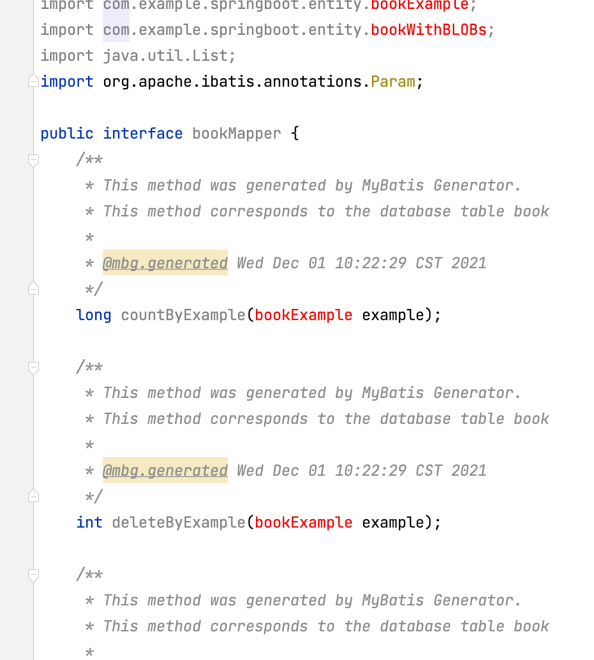 import com.example.springboot.entity.bookExample;
import com.example.springboot.entity.bookWithBLOBs;
import java.util.List;
import org.apache.ibatis.annotations.Param;
public interface bookMapper {
/**
* This method was generated by MyBatis Generator.
* This method corresponds to the database table book
*
* @mbg.generated Wed Dec 01 10:22:29 CST 2021
*/
long countByExample(bookExample example);
/**
* This method was generated by MyBatis Generator.
* This method corresponds to the database table book
*
* @mbg.generated Wed Dec 01 10:22:29 CST 2021
*/
int deleteByExample(bookExample example);
/**
* This method was generated by MyBatis Generator.
* This method corresponds to the database table book
*